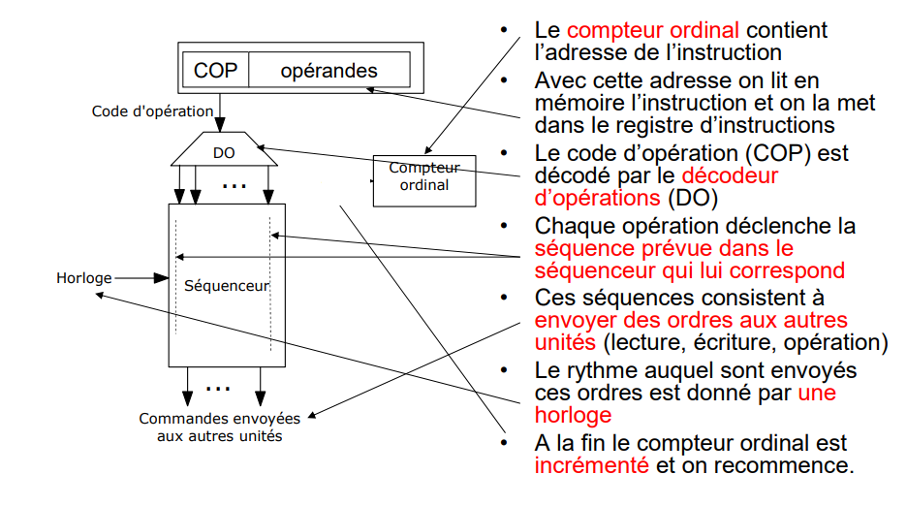 COP
opérandes
Code d'opération
DO
...
Compteur
ordinal
Horloge
Séquenceur
...
Commandes envoyées
aux autres unités
• Le compteur ordinal contient
l’adresse de l’instruction
• Avec cette adresse on lit en
mémoire l’instruction et on la met
dans le registre d’instructions
• Le code d’opération (COP) est
décodé par le décodeur
d’opérations (DO)
• Chaque opération déclenche la
séquence prévue dans le
séquenceur qui lui correspond
• Ces séquences consistent à
envoyer des ordres aux autres
unités (lecture, écriture, opération)
• Le rythme auquel sont envoyés
ces ordres est donné par une
horloge
• A la fin le compteur ordinal est
incrémenté et on recommence.